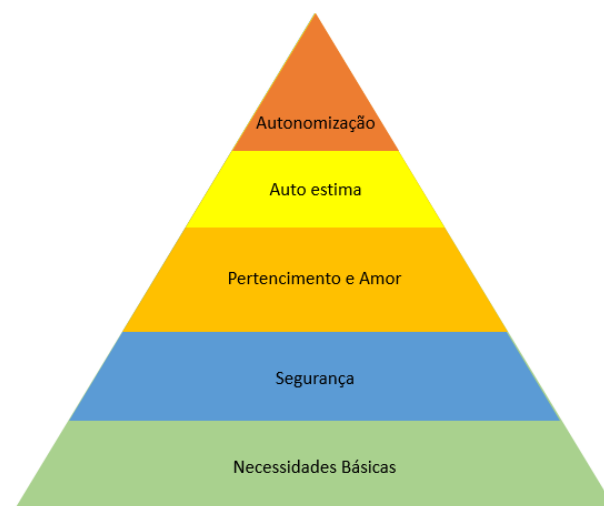 Autonomização
Auto estima
Pertencimento e Amor
Segurança
Necessidades Básicas